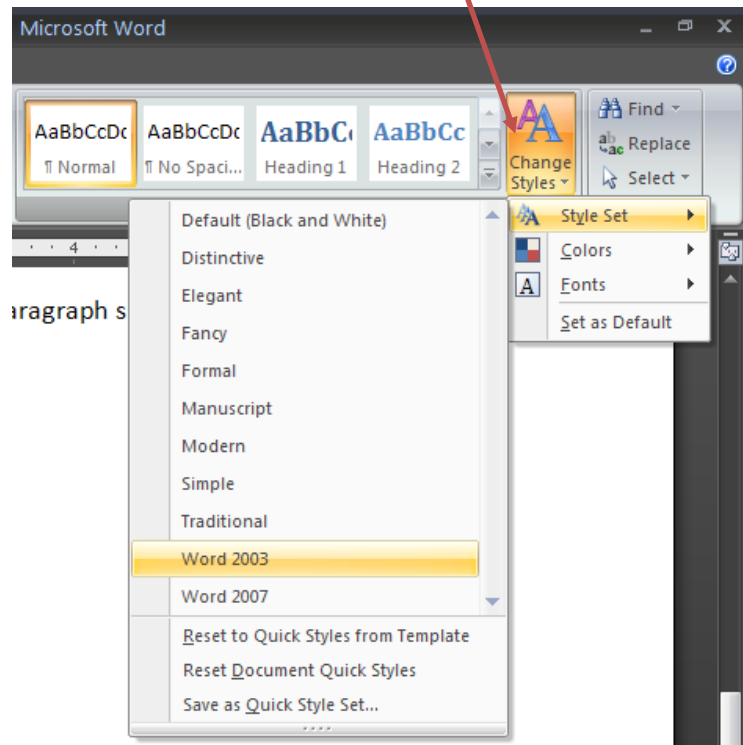 Microsoft Word
AaBbCcDc AaBbCcDc AaBbC AaBbCc
¶ Normal ¶ No Spaci... Heading 1 Heading 2
Change
Styles
Find
Replace
Select
Style Set
Colors
Fonts
Set as Default
4
aragraph s
Default (Black and White)
Distinctive
Elegant
Fancy
Formal
Manuscript
Modern
Simple
Traditional
Word 2003
Word 2007
Reset to Quick Styles from Template
Reset Document Quick Styles
Save as Quick Style Set...